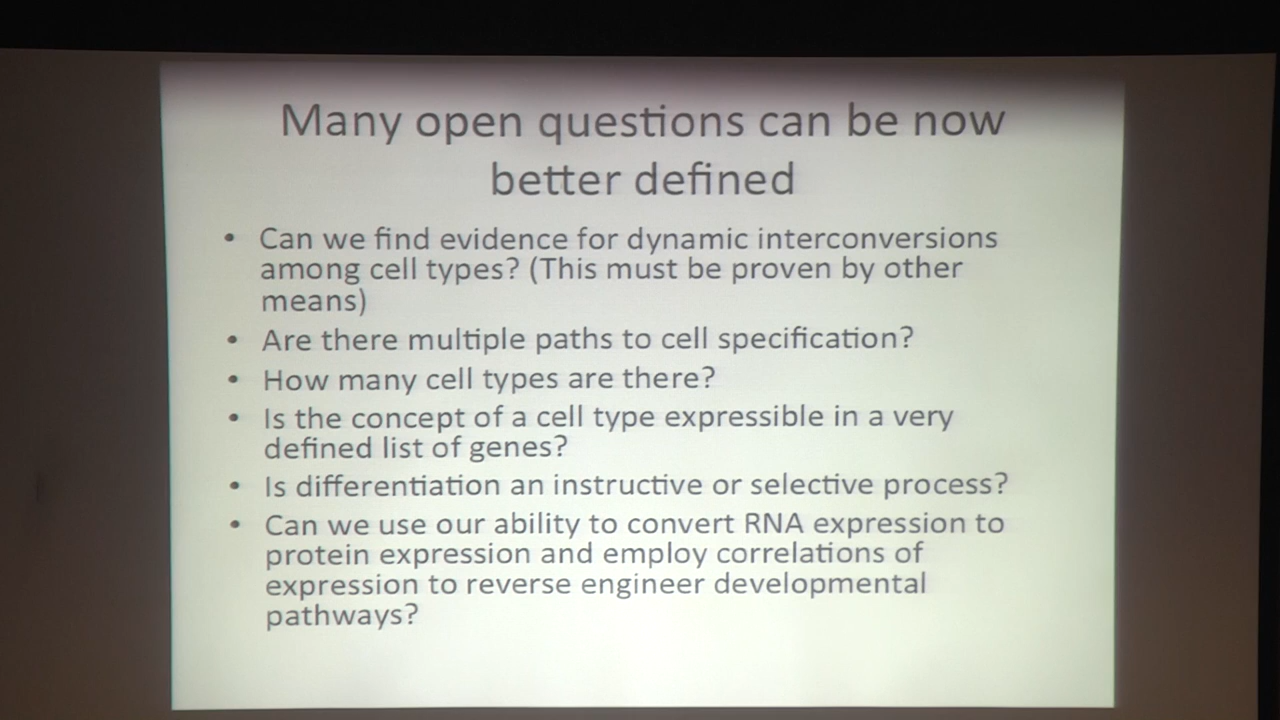 Many open questions can be now
better defined
• Can we find evidence for dynamic interconversions
among cell types? (This must be proven by other
means)
• Are there multiple paths to cell specification?
• How many cell types are there?
• Is the concept of a cell type expressible in a very
defined list of genes?
• Is differentiation an instructive or selective process?
• Can we use our ability to convert RNA expression to
protein expression and employ correlations of
expression to reverse engineer developmental
pathways?